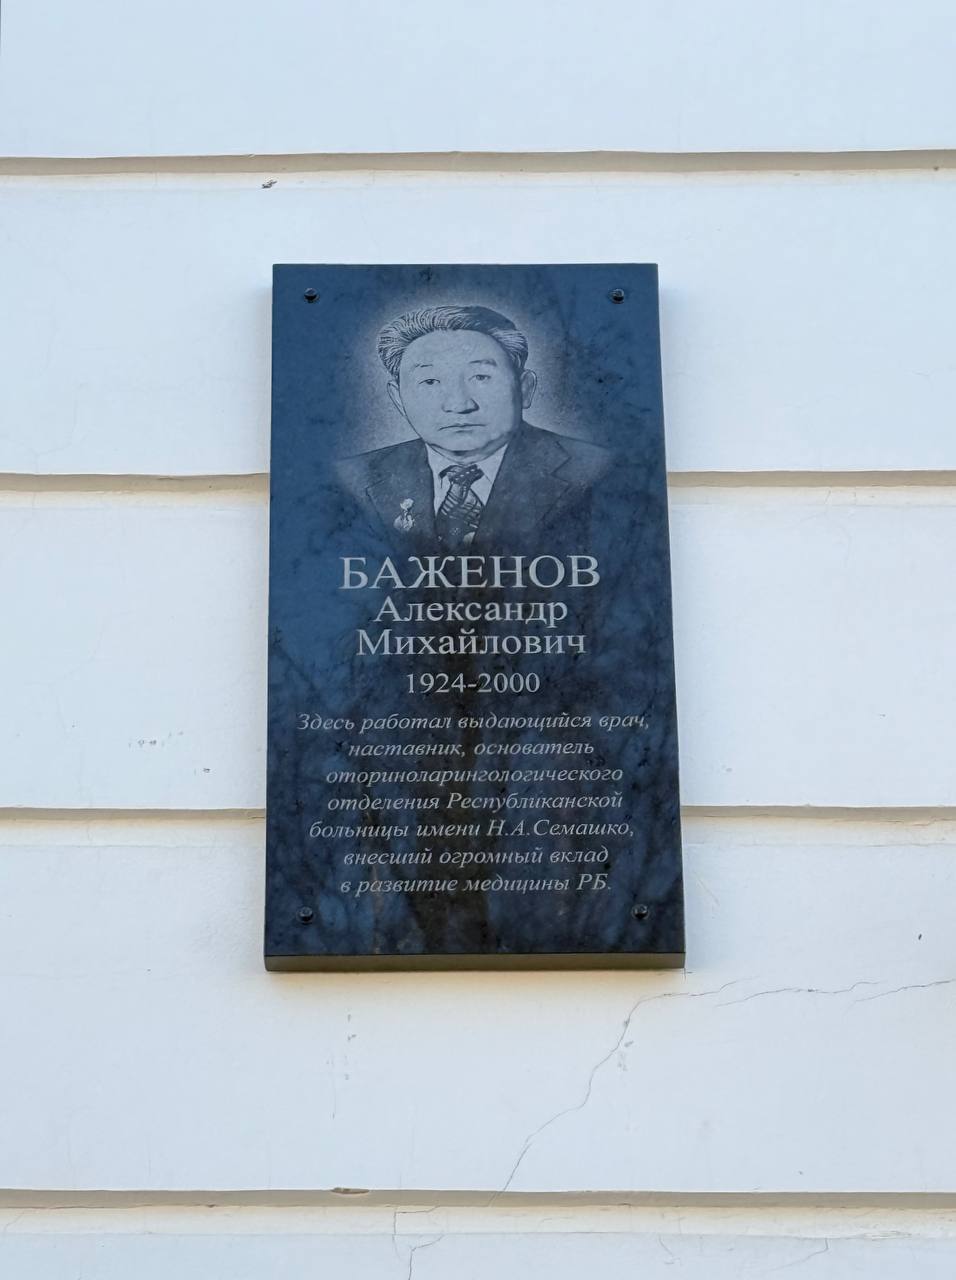 БАЖЕНОВ
Александр
Михайлович
1924-2000
Здесь работал выдающийся врач,
наставник, основатель
оториноларингологического
отделения Республиканской
больницы имени Н.А.Семашко,
внесший огромный вклад
в развитие медицины РБ.